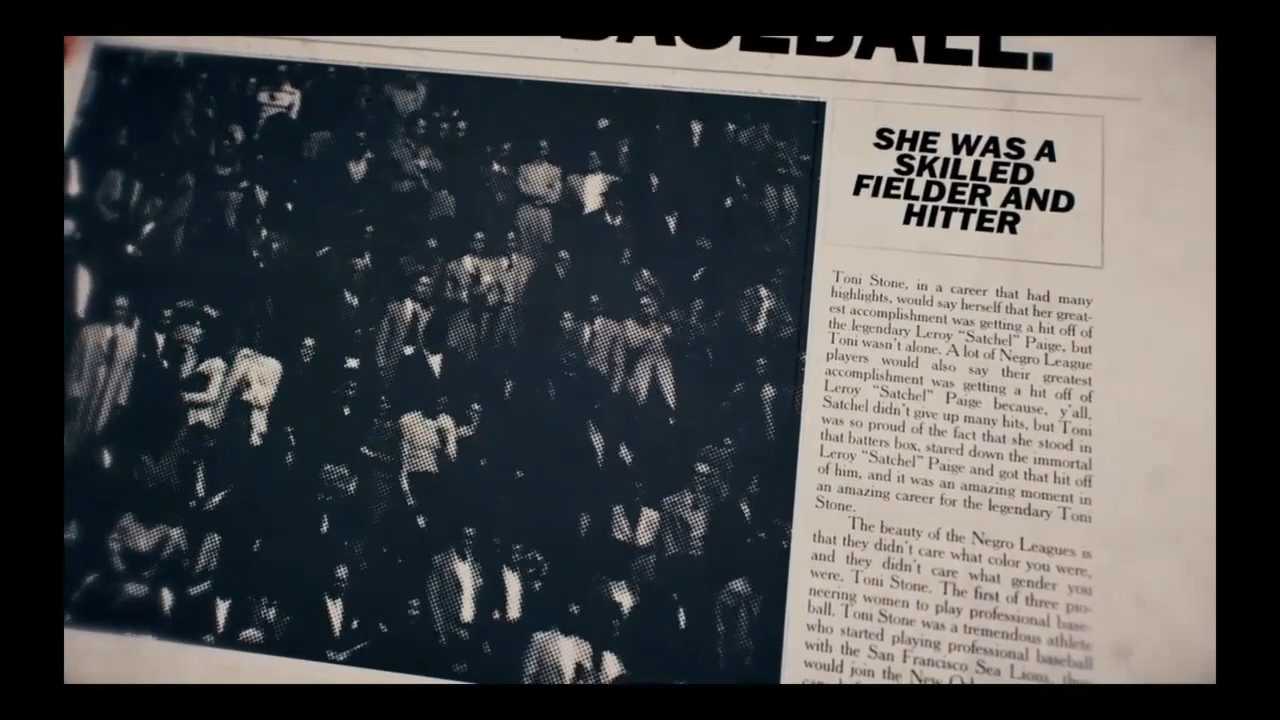 BASEBALL.
SHE WAS A
SKILLED
FIELDER AND
HITTER
Toni Stone, in a career that had many
highlights, would say herself that her great-
est accomplishment was getting a hit off of
the legendary Leroy “Satchel” Paige, but
Toni wasn’t alone. A lot of Negro League
players would also say their greatest
accomplishment was getting a hit off of
Leroy “Satchel” Paige because, y’all,
Satchel didn’t give up many hits, but Toni
was so proud of the fact that she stood in
that batters box, stared down the immortal
Leroy “Satchel” Paige and got that hit off
of him, and it was an amazing moment in
an amazing career for the legendary Toni
Stone.
The beauty of the Negro Leagues is
that they didn’t care what color you were,
and they didn’t care what gender you
were. Toni Stone. The first of three pio-
neering women to play professional base-
ball. Toni Stone was a tremendous athlete
who started playing professional baseball
with the San Francisco Sea Lions, then
would join the New